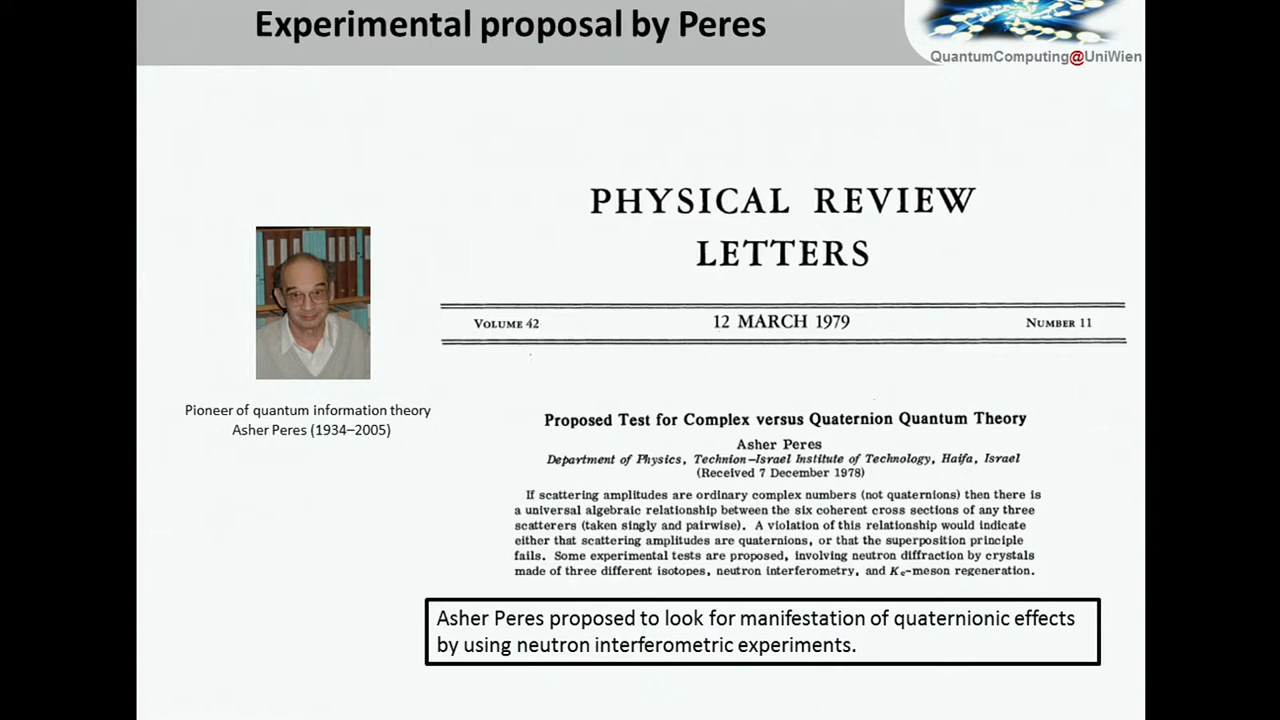 Experimental proposal by Peres
QuantumComputing@UniWien
PHYSICAL REVIEW
LETTERS
VOLUME 42
12 MARCH 1979
NUMBER 11
Pioneer of quantum information theory
Asher Peres (1934–2005)
Proposed Test for Complex versus Quaternion Quantum Theory
Asher Peres
Department of Physics, Technion–Israel Institute of Technology, Haifa, Israel
(Received 7 December 1978)
If scattering amplitudes are ordinary complex numbers (not quaternions) then there is
a universal algebraic relationship between the six coherent cross sections of any three
scatterers (taken singly and pairwise). A violation of this relationship would indicate
either that scattering amplitudes are quaternions, or that the superposition principle
fails. Some experimental tests are proposed, involving neutron diffraction by crystals
made of three different isotopes, neutron interferometry, and -meson regeneration.
Asher Peres proposed to look for manifestation of quaternionic effects
by using neutron interferometric experiments.